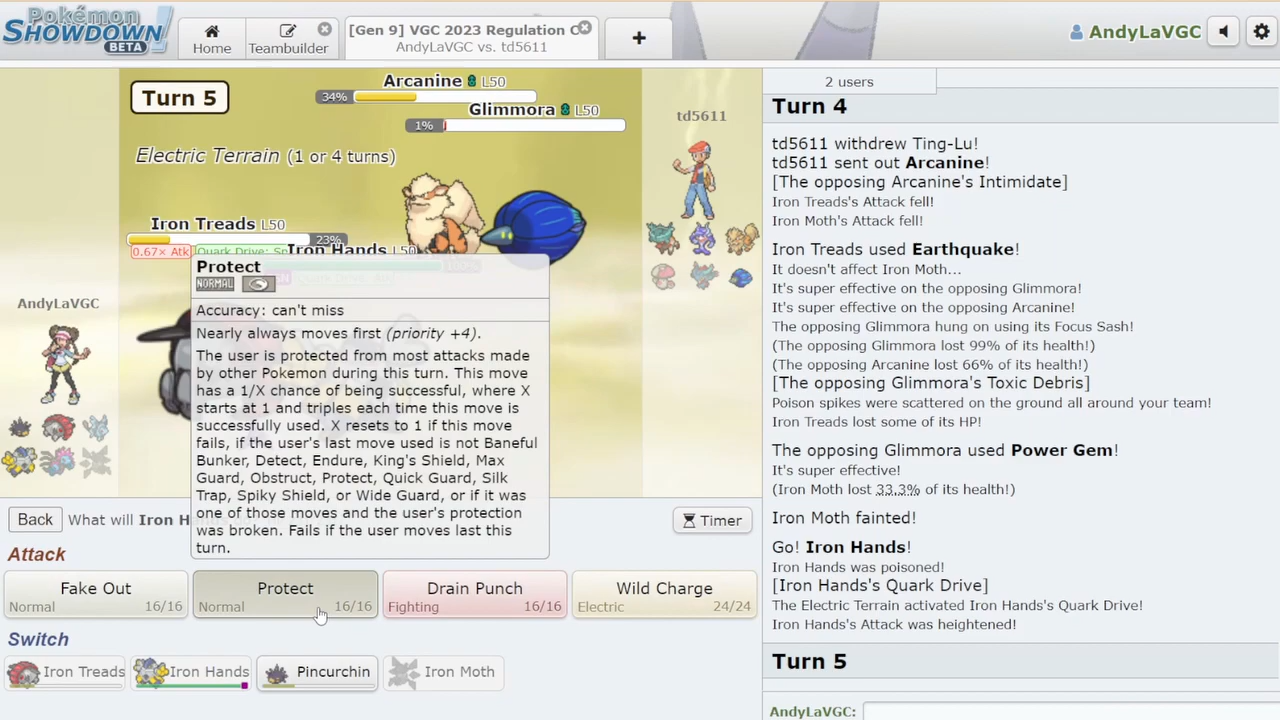 Pokémon
SHOWDOWN!
BETA
Home
Teambuilder
[Gen 9] VGC 2023 Regulation C
AndyLaVGC vs. td5611
+
AndyLaVGC
Turn 5
Arcanine L50
34%
Glimmora L50
1%
Electric Terrain (1 or 4 turns)
Iron Treads L50
23%
0.67× Atk
Quark Drive: Sp
Iron Hands L50
td5611
AndyLaVGC
Protect
NORMAL
Accuracy: can't miss
Nearly always moves first (priority +4).
The user is protected from most attacks made
by other Pokemon during this turn. This move
has a 1/X chance of being successful, where X
starts at 1 and triples each time this move is
successfully used. X resets to 1 if this move
fails, if the user's last move used is not Baneful
Bunker, Detect, Endure, King's Shield, Max
Guard, Obstruct, Protect, Quick Guard, Silk
Trap, Spiky Shield, or Wide Guard, or if it was
one of those moves and the user's protection
was broken. Fails if the user moves last this
turn.
Back
What will Iron H
Timer
Attack
Fake Out
Normal 16/16
Protect
Normal 16/16
Drain Punch
Fighting 16/16
Wild Charge
Electric 24/24
Switch
Iron Treads
Iron Hands
Pincurchin
Iron Moth
2 users
Turn 4
td5611 withdrew Ting-Lu!
td5611 sent out Arcanine!
[The opposing Arcanine's Intimidate]
Iron Treads's Attack fell!
Iron Moth's Attack fell!
Iron Treads used Earthquake!
It doesn't affect Iron Moth...
It's super effective on the opposing Glimmora!
It's super effective on the opposing Arcanine!
The opposing Glimmora hung on using its Focus Sash!
(The opposing Glimmora lost 99% of its health!)
(The opposing Arcanine lost 66% of its health!)
[The opposing Glimmora's Toxic Debris]
Poison spikes were scattered on the ground all around your team!
Iron Treads lost some of its HP!
The opposing Glimmora used Power Gem!
It's super effective!
(Iron Moth lost 33.3% of its health!)
Iron Moth fainted!
Go! Iron Hands!
Iron Hands was poisoned!
[Iron Hands's Quark Drive]
The Electric Terrain activated Iron Hands's Quark Drive!
Iron Hands's Attack was heightened!
Turn 5
AndyLaVGC: